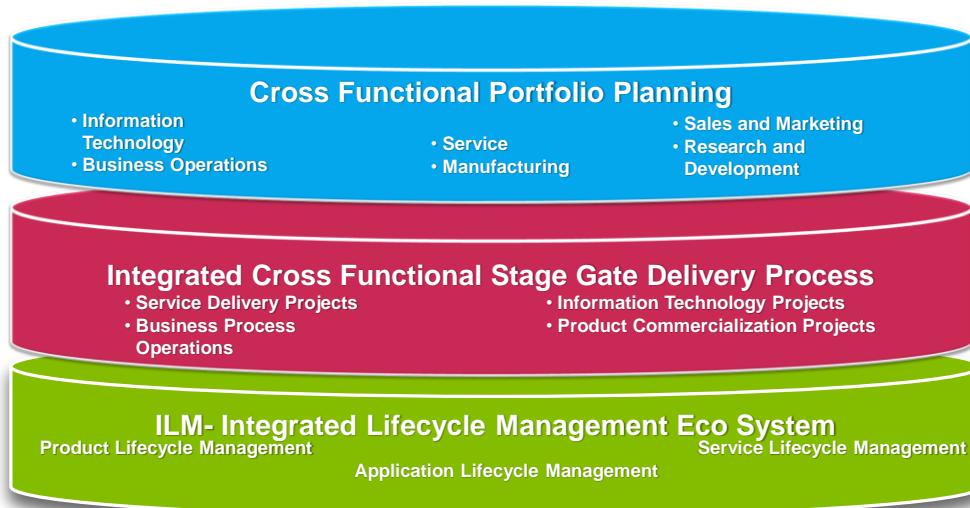 Cross Functional Portfolio Planning
• Information
Technology
• Business Operations
• Service
• Manufacturing
• Sales and Marketing
• Research and
Development
Integrated Cross Functional Stage Gate Delivery Process
• Service Delivery Projects
• Business Process
Operations
• Information Technology Projects
• Product Commercialization Projects
ILM- Integrated Lifecycle Management Eco System
Product Lifecycle Management
Application Lifecycle Management
Service Lifecycle Management